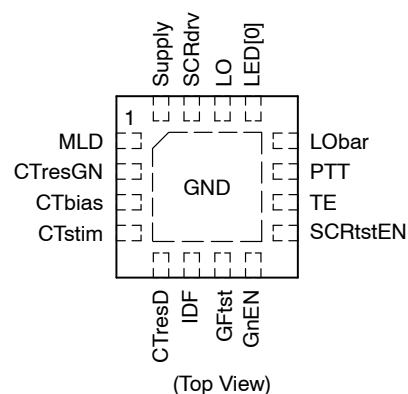 Supply
SCRdrv
LO
LED[0]
1
MLD
CTresGN
CTbias
CTstim
GND
LObar
PTT
TE
SCRtstEN
CTresD
IDF
GFtst
GnEN
(Top View)